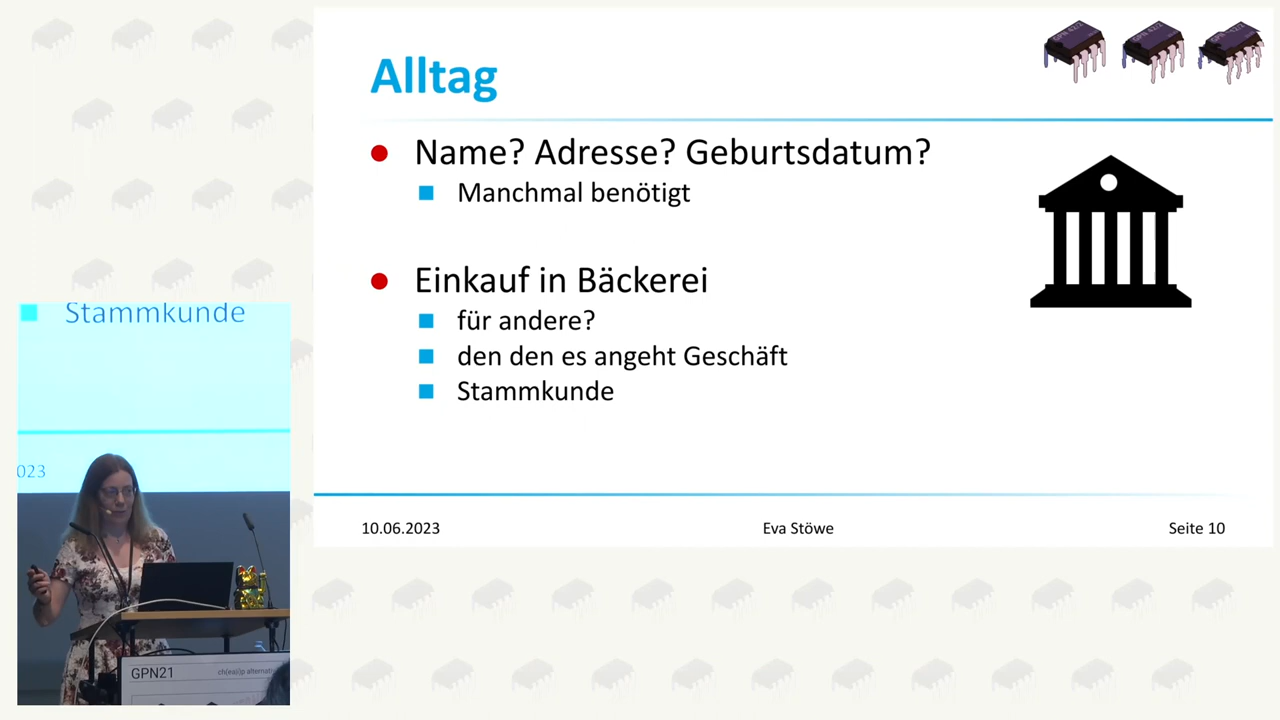 Alltag
Name? Adresse? Geburtsdatum?
Manchmal benötigt
Einkauf in Bäckerei
für andere?
den den es angeht Geschäft
Stammkunde
10.06.2023
Eva Stöwe
Seite 10
Stammkunde
023
GPN21